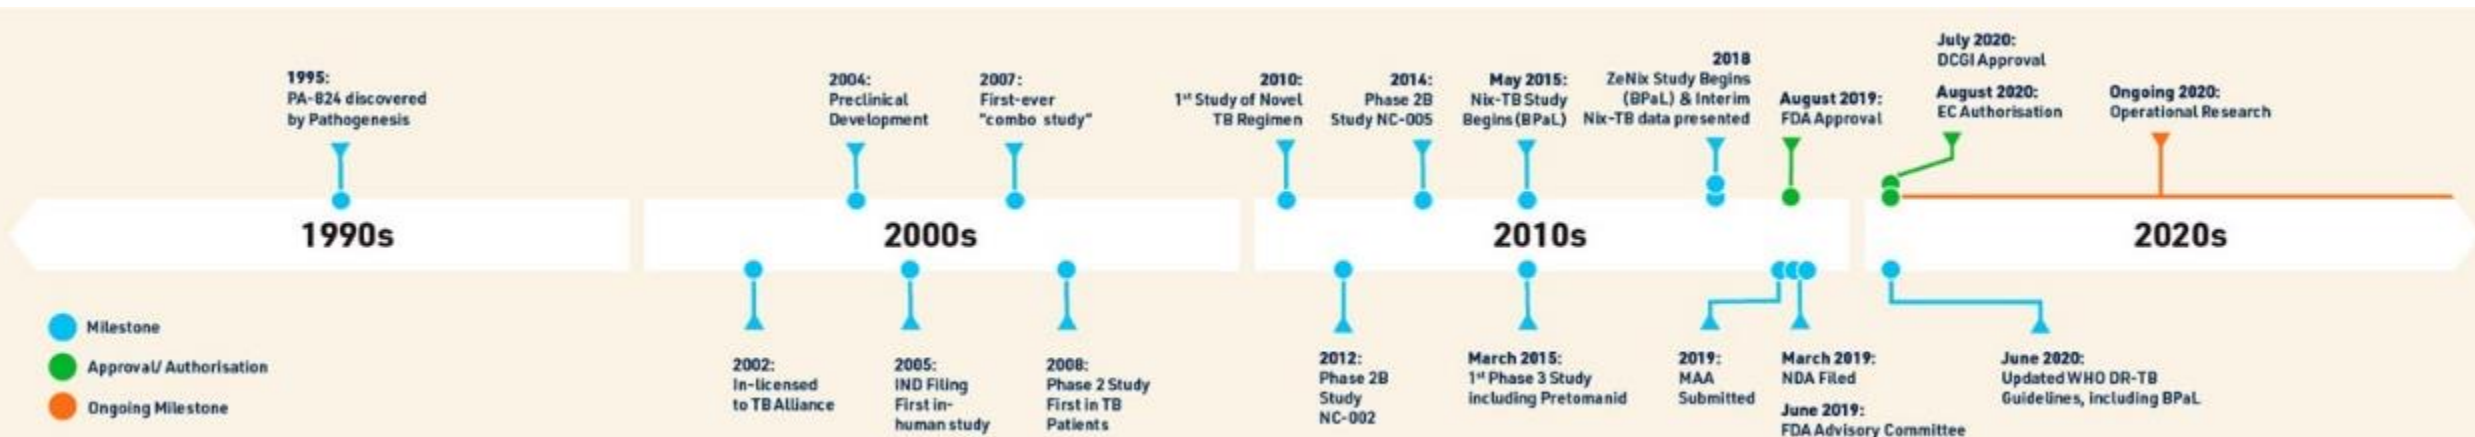 1995:
PA-824 discovered
by Pathogenesis
2004:
Preclinical
Development
2007:
First-ever
"combo study"
2010:
1st Study of Novel
TB Regimen
2014:
Phase 2B
Study NC-005
May 2015:
Nix-TB Study
Begins (BPaL)
2018
ZeNix Study Begins
(BPaL) & Interim
Nix-TB data presented
August 2019:
FDA Approval
July 2020:
DCGI Approval
August 2020:
EC Authorisation
Ongoing 2020:
Operational Research
1990s
2000s
2010s
2020s
Milestone
Approval/ Authorisation
Ongoing Milestone
2002:
In-licensed
to TB Alliance
2005:
IND Filing
First in-
human study
2008:
Phase 2 Study
First in TB
Patients
2012:
Phase 2B
Study
NC-002
March 2015:
1st Phase 3 Study
including Pretomanid
2019:
MAA
Submitted
March 2019:
NDA Filed
June 2019:
FDA Advisory Committee
June 2020:
Updated WHO DR-TB
Guidelines, including BPaL